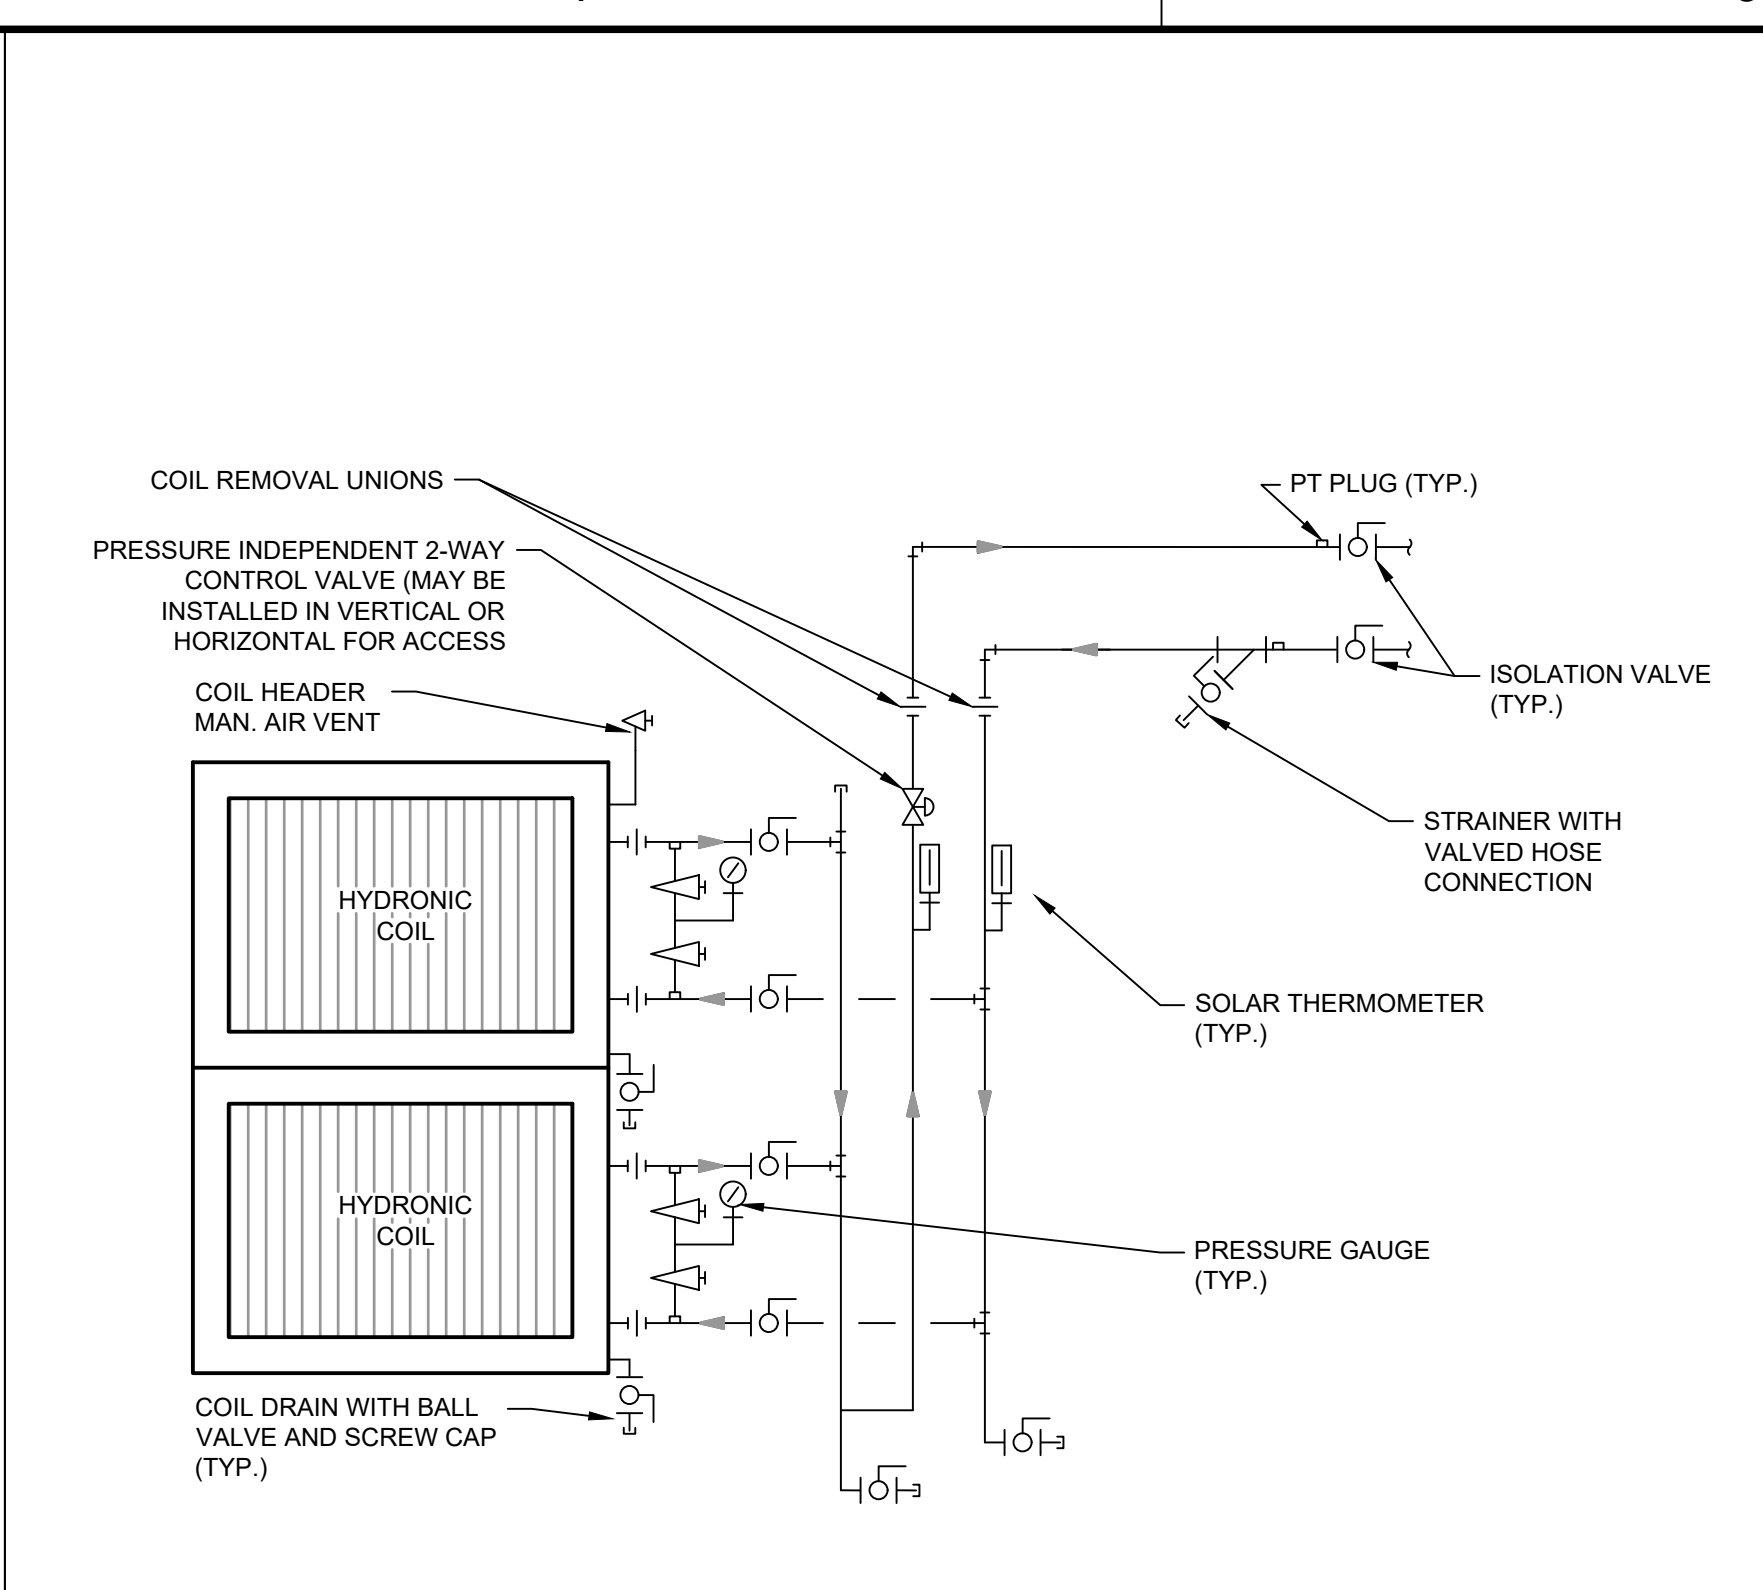 COIL REMOVAL UNIONS
PT PLUG (TYP.)
PRESSURE INDEPENDENT 2-WAY
CONTROL VALVE (MAY BE
INSTALLED IN VERTICAL OR
HORIZONTAL FOR ACCESS
ISOLATION VALVE
(TYP.)
COIL HEADER
MAN. AIR VENT
STRAINER WITH
VALVED HOSE
CONNECTION
HYDRONIC
COIL
SOLAR THERMOMETER
(TYP.)
HYDRONIC
COIL
PRESSURE GAUGE
(TYP.)
COIL DRAIN WITH BALL
VALVE AND SCREW CAP
(TYP.)